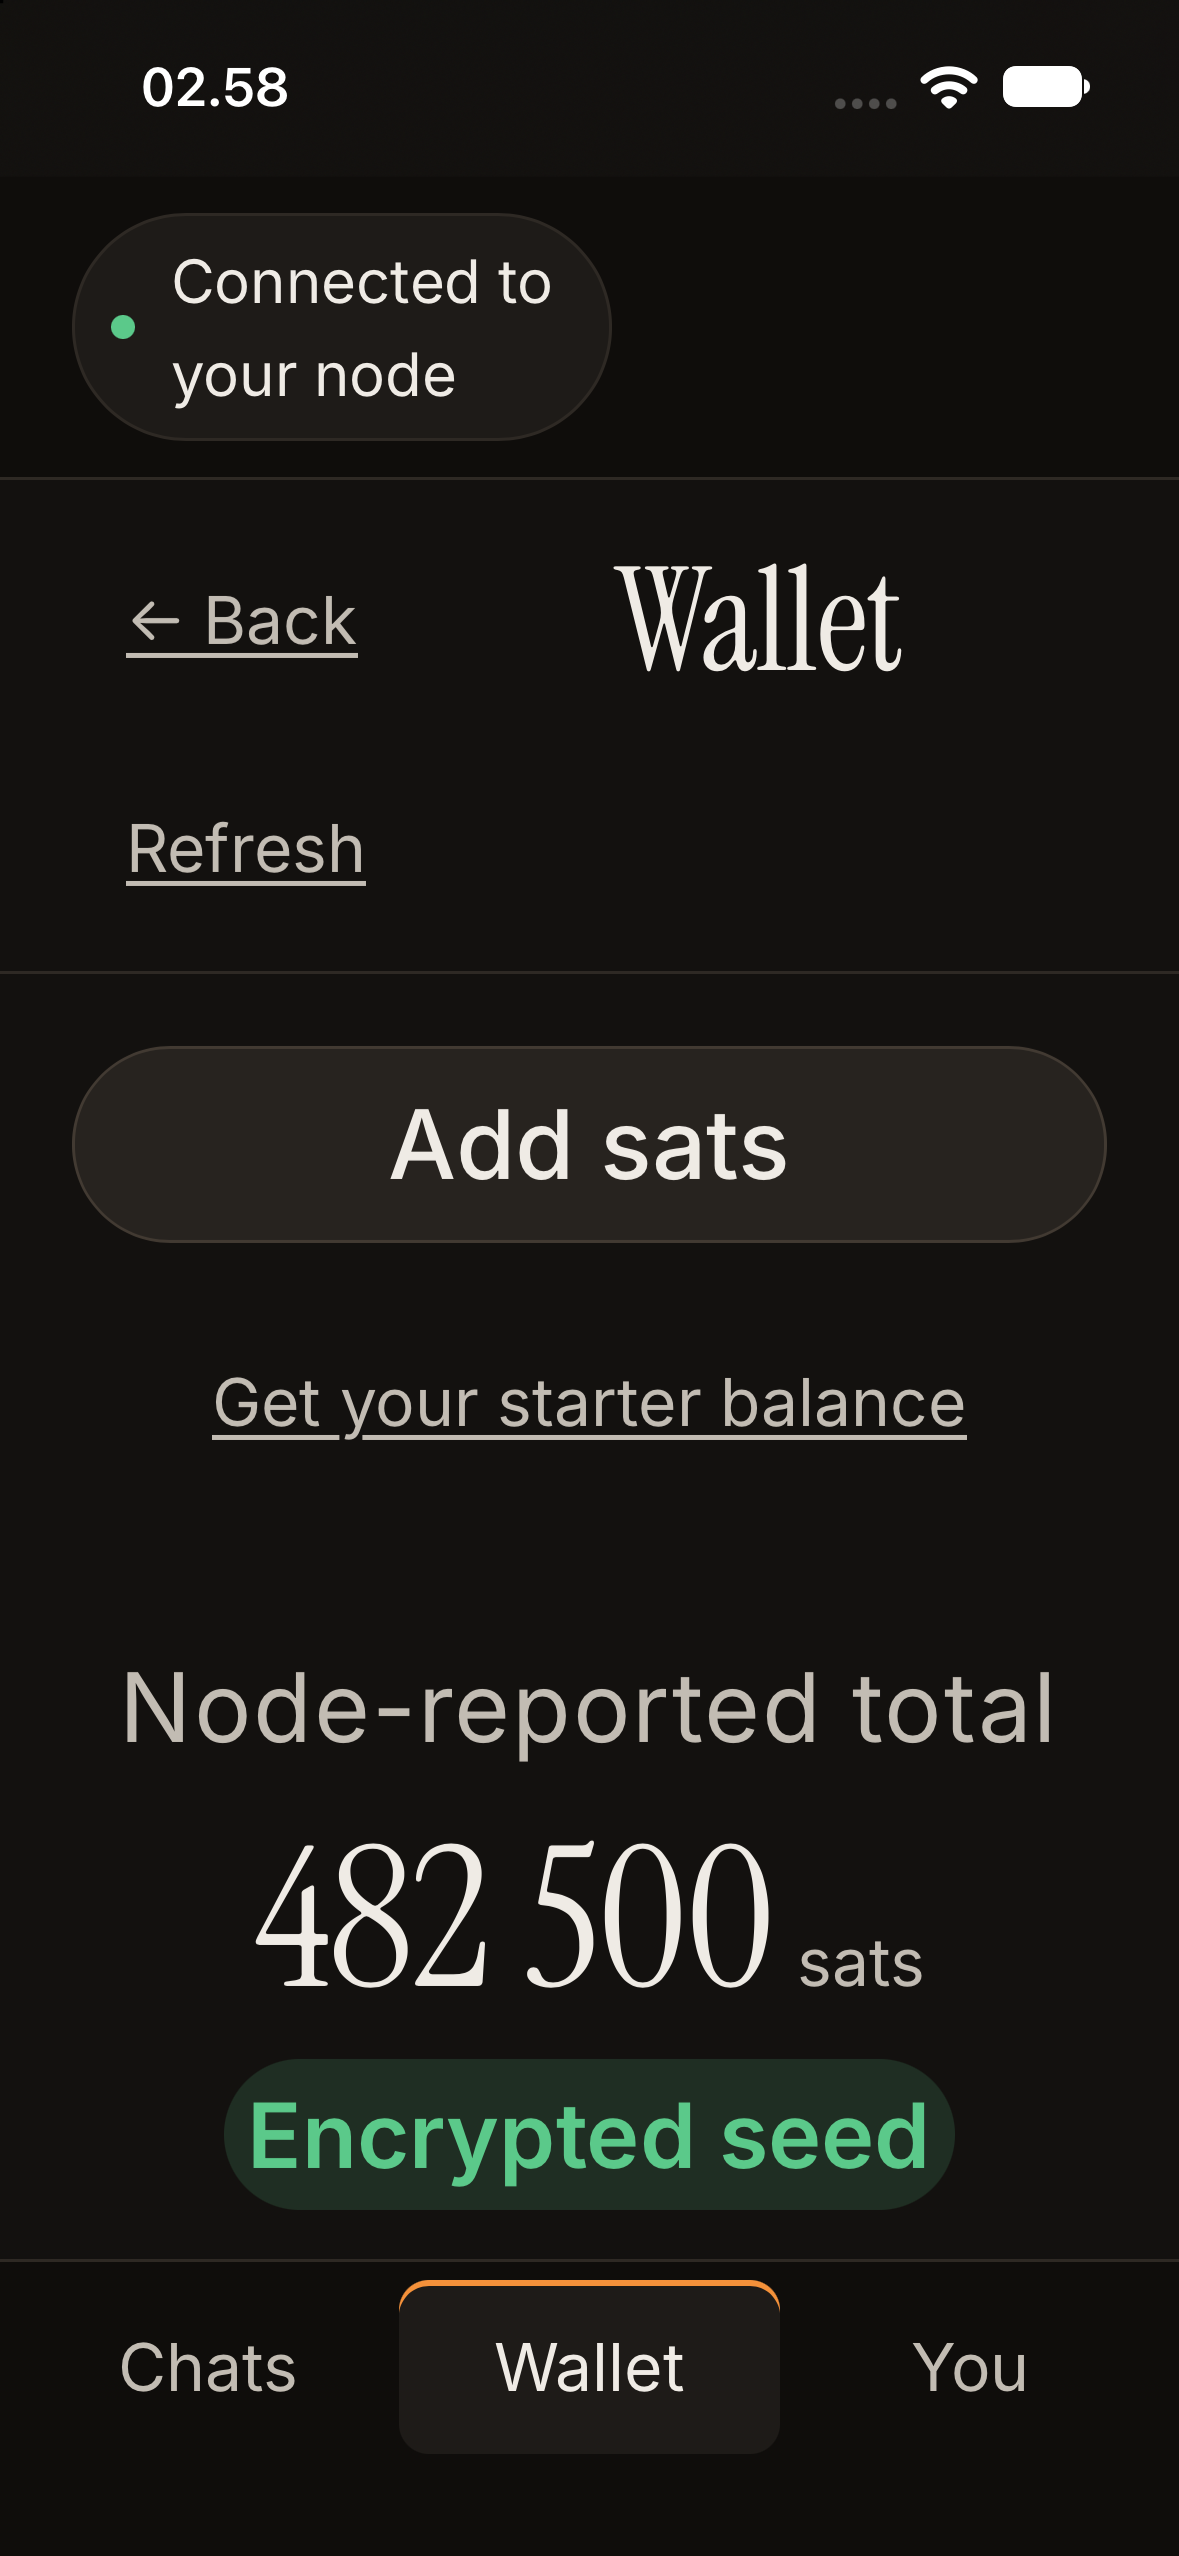 02.58
Connected to
your node
← Back
Wallet
Refresh
Add sats
Get your starter balance
Node-reported total
482 500 sats
Encrypted seed
Chats
Wallet
You